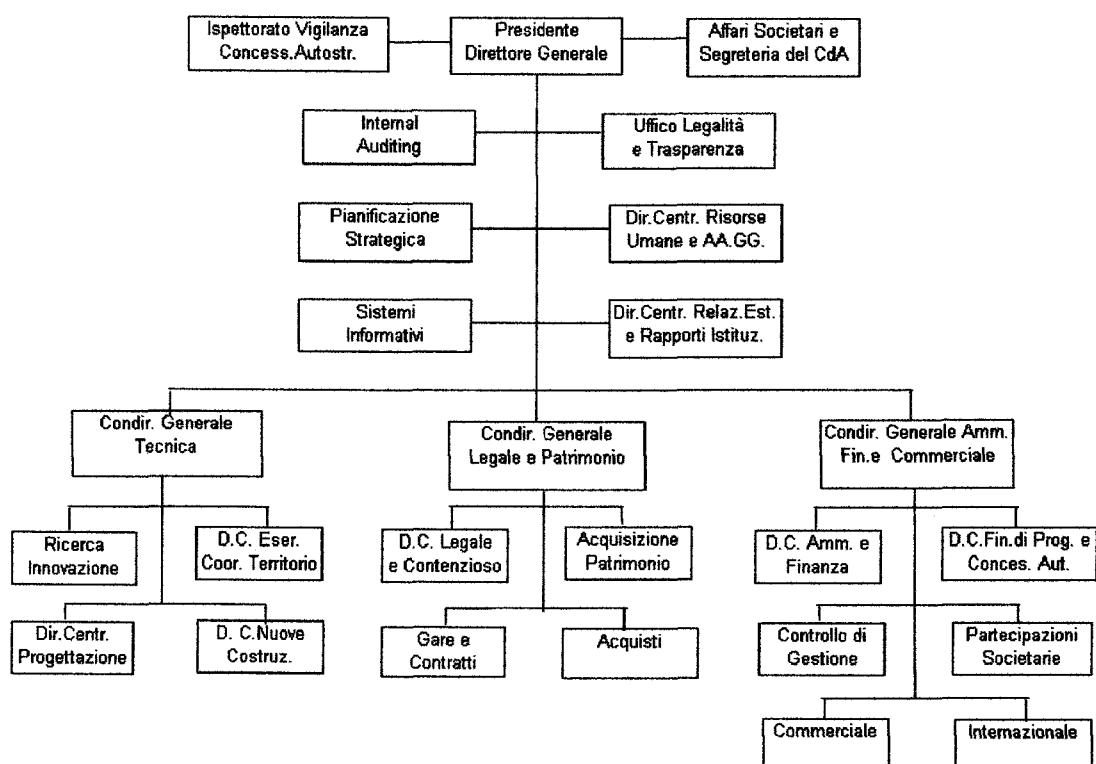 Ispettorato Vigilanza
Concess.Autostr.
Presidente
Direttore Generale
Affari Societari e
Segreteria del CdA
Internal
Auditing
Uffico Legalità
e Trasparenza
Pianificazione
Strategica
Dir.Centr. Risorse
Umane e AA.GG.
Sistemi
Informativi
Dir.Centr. Relaz.Est.
e Rapporti Istituz.
Condir. Generale
Tecnica
Condir. Generale
Legale e Patrimonio
Condir. Generale Amm.
Fin.e Commerciale
Ricerca
Innovazione
D.C. Eser.
Coor. Territorio
D.C. Legale
e Contenzioso
Acquisizione
Patrimonio
D.C. Amm. e
Finanza
D.C.Fin.di Prog. e
Conces. Aut.
Dir.Centr.
Progettazione
D. C.Nuove
Costruz.
Gare e
Contratti
Acquisti
Controllo di
Gestione
Partecipazioni
Societarie
Commerciale
Internazionale